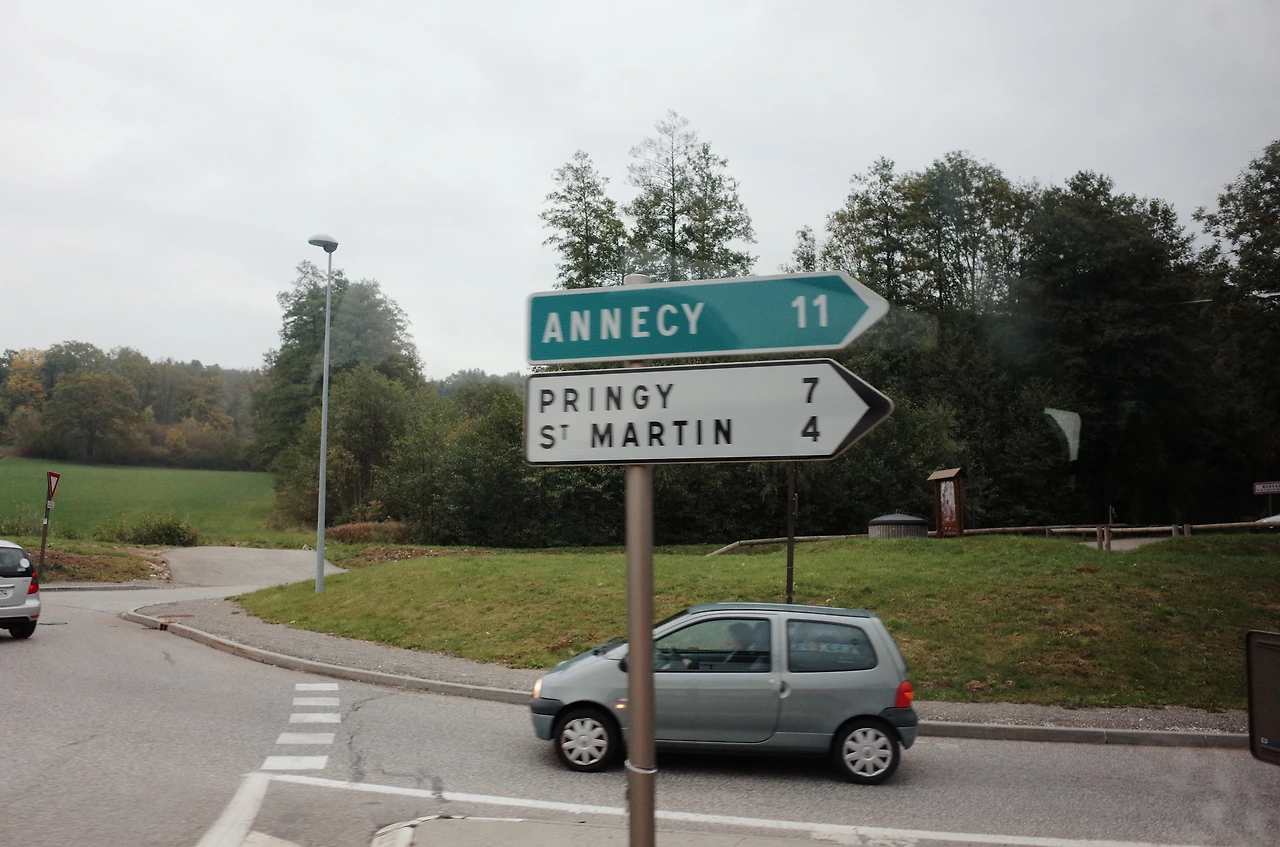 ANNECY 11
PRINGY 7
ST MARTIN 4